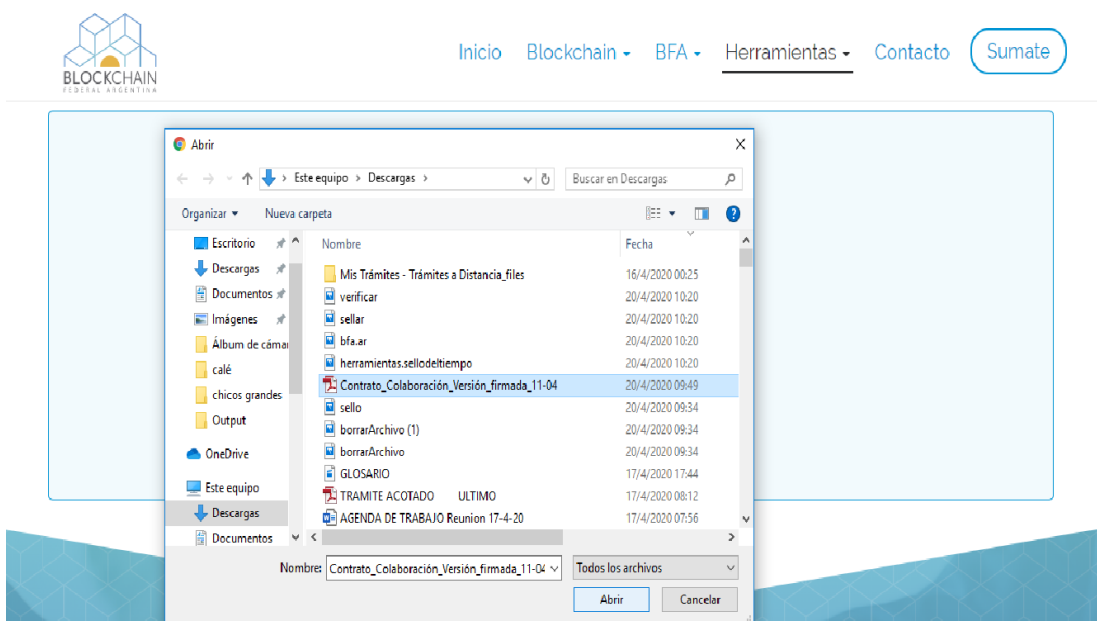 BLOCKCHAIN
FEDERAL ARGENTINA
Inicio Blockchain BFA Herramientas Contacto Sumate
Abrir
Este equipo > Descargas >
Buscar en Descargas
Organizar Nueva carpeta
?
Escritorio
Descargas
Documentos
Imágenes
Álbum de cámar
calé
chicos grandes
Output
OneDrive
Este equipo
Descargas
Documentos
Nombre Fecha
Mis Trámites - Trámites a Distancia_files 16/4/2020 00:25
verificar 20/4/2020 10:20
sellar 20/4/2020 10:20
bfa.ar 20/4/2020 10:20
herramientas.sellodeltiempo 20/4/2020 10:20
Contrato_Colaboración_Versión_firmada_11-04 20/4/2020 09:49
sello 20/4/2020 09:34
borrarArchivo (1) 20/4/2020 09:34
borrarArchivo 20/4/2020 09:34
GLOSARIO 17/4/2020 17:44
TRAMITE ACOTADO ULTIMO 17/4/2020 08:12
AGENDA DE TRABAJO Reunion 17-4-20 17/4/2020 07:56
Nombre: Contrato_Colaboración_Versión_firmada_11-04 Todos los archivos
Abrir Cancelar